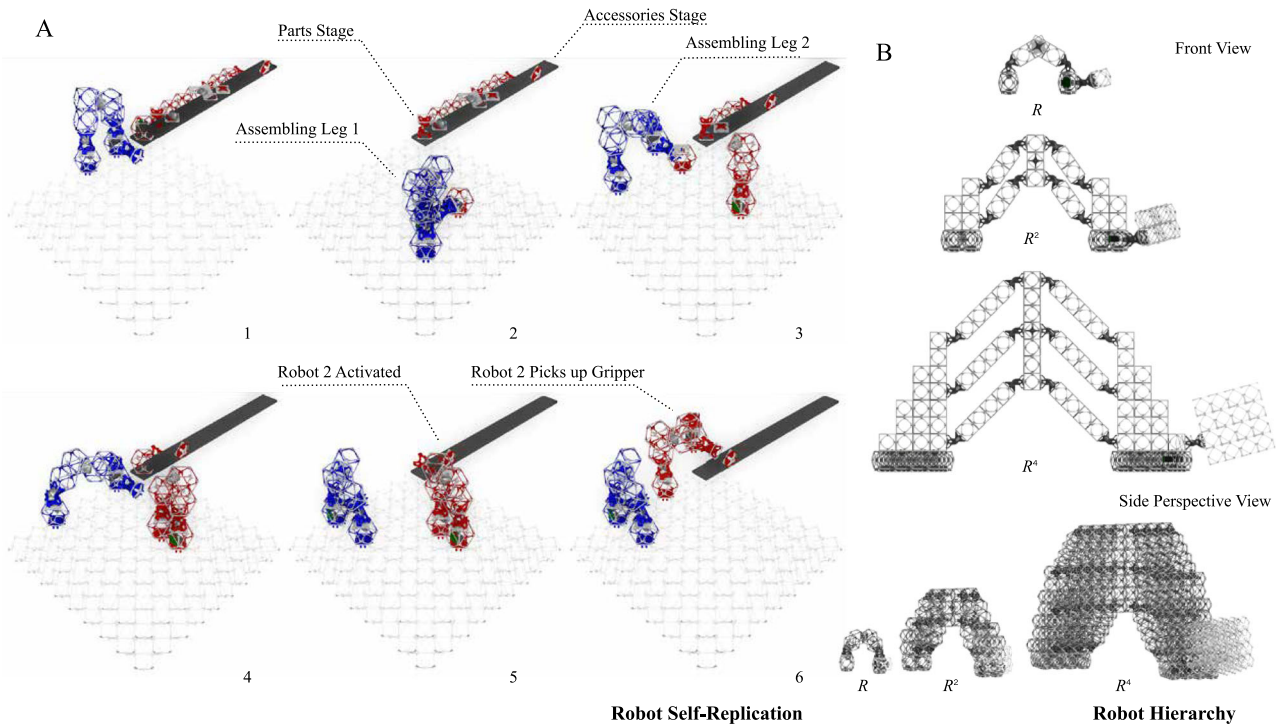 A
Parts Stage
Accessories Stage
Assembling Leg 1
Assembling Leg 2
1
2
3
Robot 2 Activated
Robot 2 Picks up Gripper
4
5
6
Robot Self-Replication
B
Front View
R
R²
R⁴
Side Perspective View
R
R²
R⁴
Robot Hierarchy